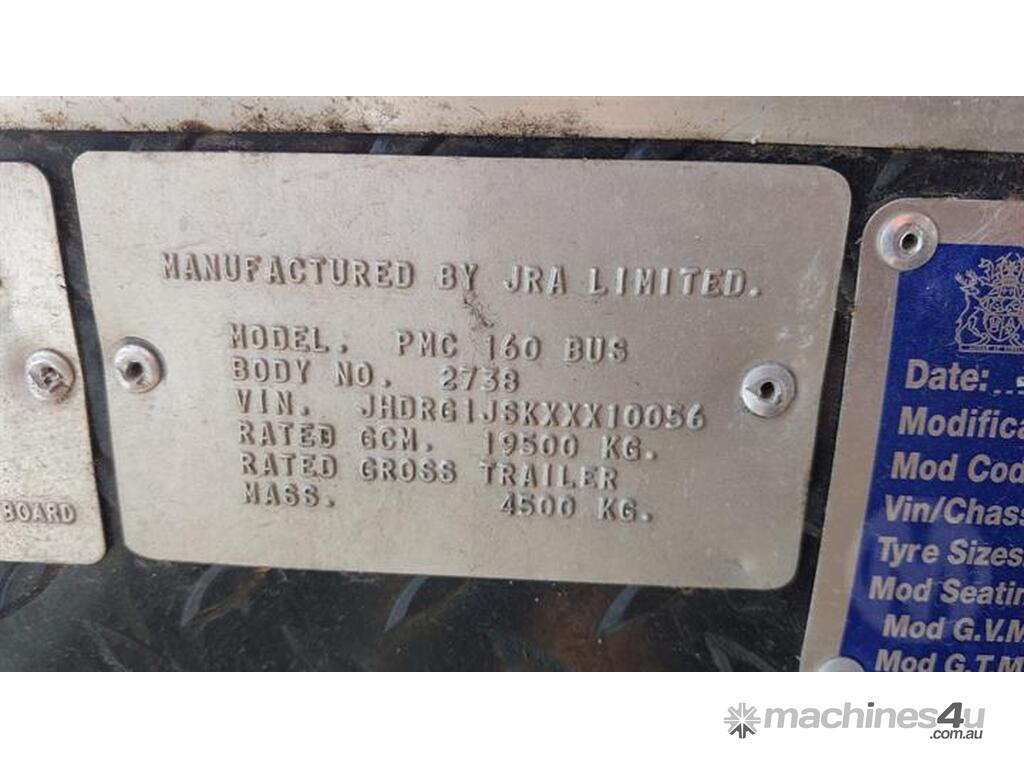 MANUFACTURED BY JRA LIMITED.
MODEL. PMC 160 BUS
BODY NO. 2738
VIN. JHDRG1JSKXXX10056
RATED GCM. 19500 KG.
RATED GROSS TRAILER
MASS. 4500 KG.
BOARD
Date:
Modifica
Mod Cod
Vin/Chass
Tyre Sizes
Mod Seatin
Mod G.V.M
Mod G.T.M
machines4u
.com.au